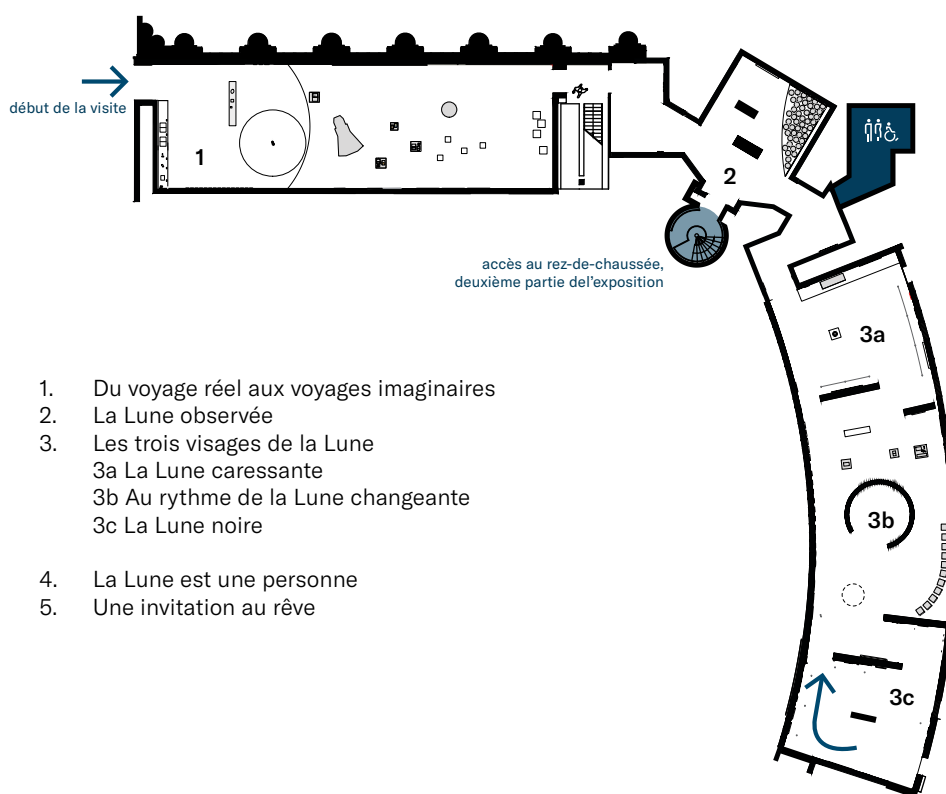 début de la visite
1
2
accès au rez-de-chaussée,
deuxième partie del'exposition
3a
3b
3c
1. Du voyage réel aux voyages imaginaires
2. La Lune observée
3. Les trois visages de la Lune
3a La Lune caressante
3b Au rythme de la Lune changeante
3c La Lune noire
4. La Lune est une personne
5. Une invitation au rêve